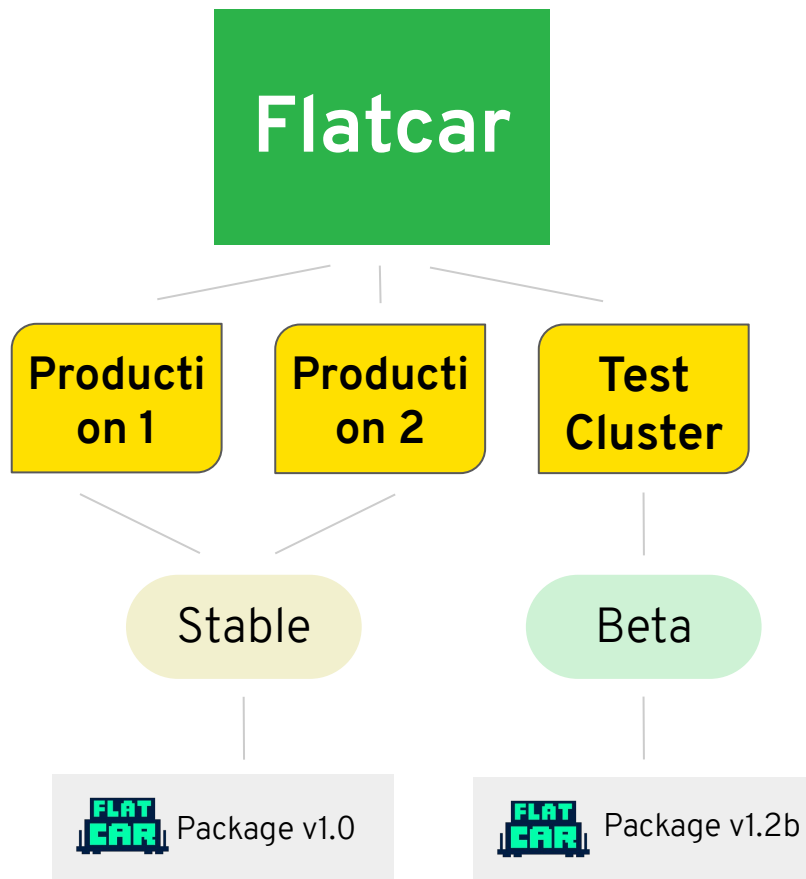 Flatcar
Producti
on 1
Producti
on 2
Test
Cluster
Stable
Beta
FLAT
CAR
Package v1.0
FLAT
CAR
Package v1.2b